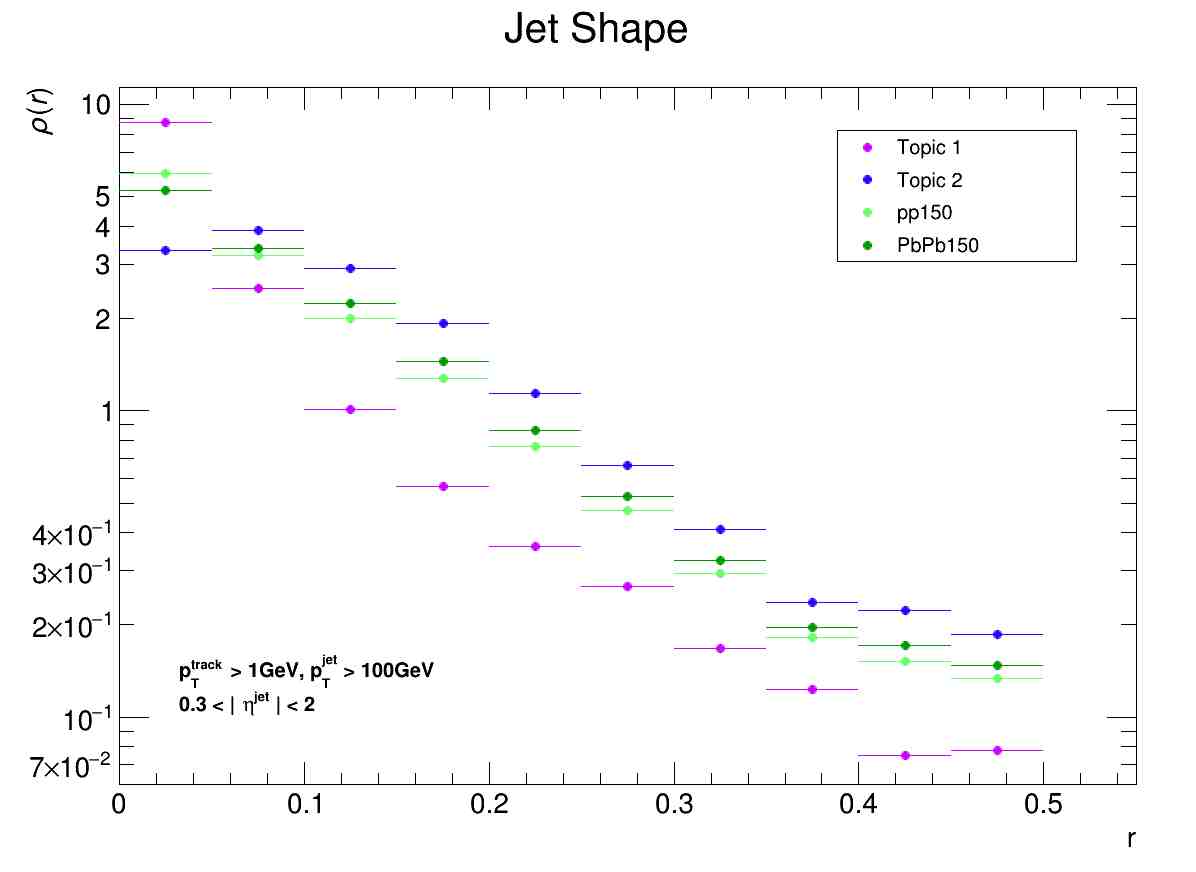 Jet Shape
ρ(r)
10
5
4
3
2
1
4×10⁻¹
3×10⁻¹
2×10⁻¹
10⁻¹
7×10⁻²
Topic 1
Topic 2
pp150
PbPb150
p_T^track > 1GeV, p_T^jet > 100GeV
0.3 < | η^jet | < 2
0 0.1 0.2 0.3 0.4 0.5
r